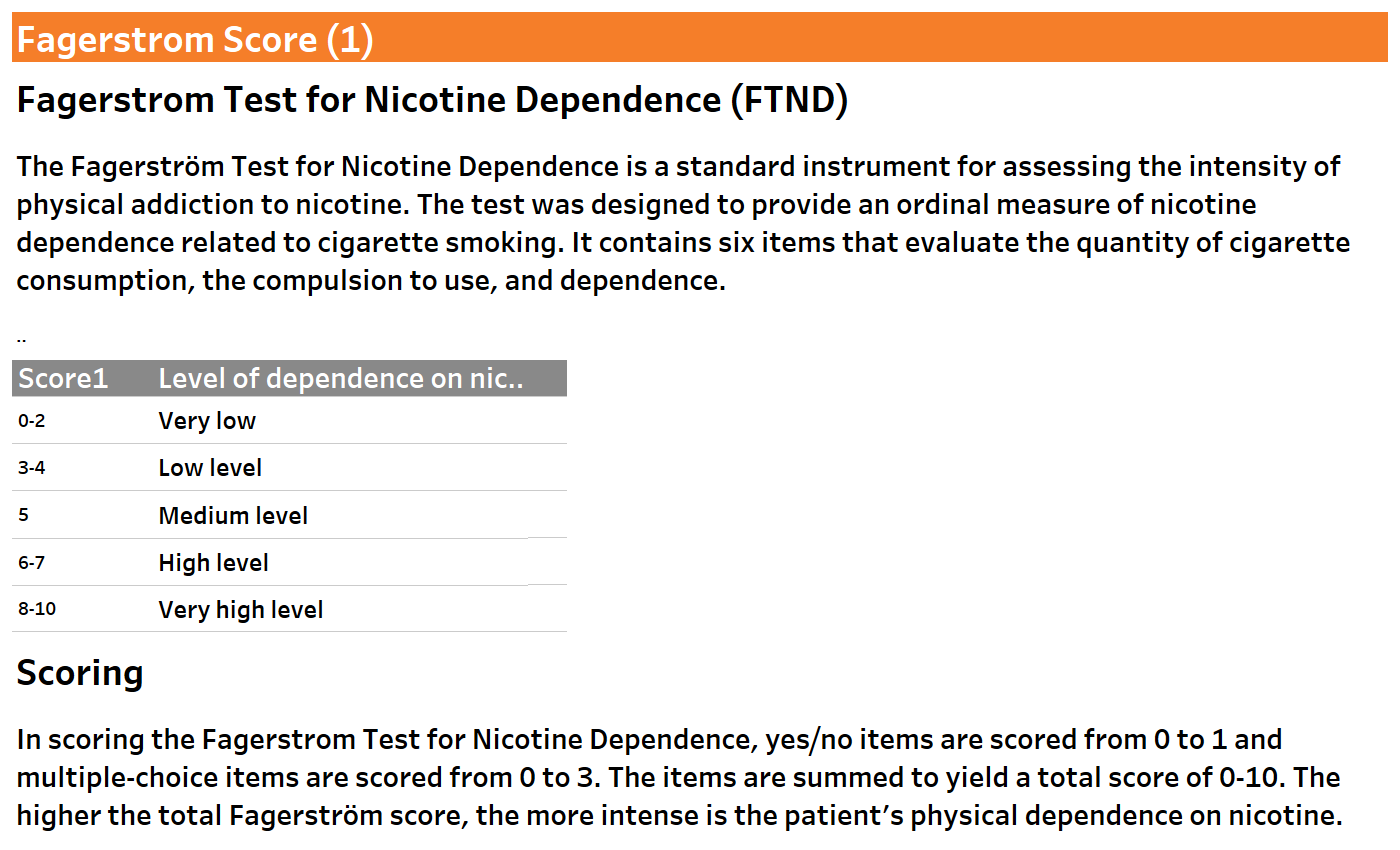 Fagerstrom Score (1)
Fagerstrom Test for Nicotine Dependence (FTND)
The Fagerström Test for Nicotine Dependence is a standard instrument for assessing the intensity of
physical addiction to nicotine. The test was designed to provide an ordinal measure of nicotine
dependence related to cigarette smoking. It contains six items that evaluate the quantity of cigarette
consumption, the compulsion to use, and dependence.
..
Score1 Level of dependence on nic..
0-2 Very low
3-4 Low level
5 Medium level
6-7 High level
8-10 Very high level
Scoring
In scoring the Fagerstrom Test for Nicotine Dependence, yes/no items are scored from 0 to 1 and
multiple-choice items are scored from 0 to 3. The items are summed to yield a total score of 0-10. The
higher the total Fagerström score, the more intense is the patient’s physical dependence on nicotine.